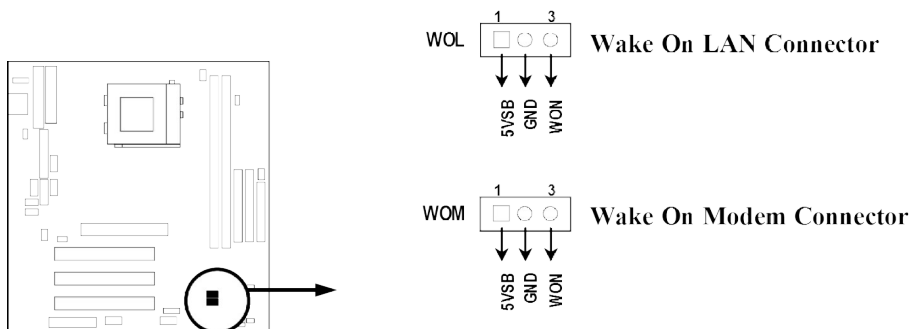 1 3
WOL Wake On LAN Connector
5VSB GND WON
1 3
WOM Wake On Modem Connector
5VSB GND WON